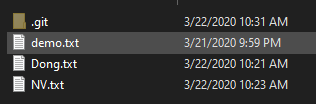 .git 3/22/2020 10:31 AM
demo.txt 3/21/2020 9:59 PM
Dong.txt 3/22/2020 10:21 AM
NV.txt 3/22/2020 10:23 AM